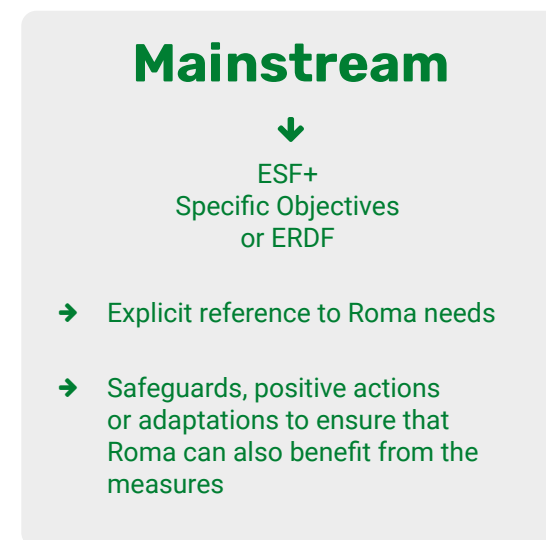 Mainstream
ESF+
Specific Objectives
or ERDF
Explicit reference to Roma needs
Safeguards, positive actions
or adaptations to ensure that
Roma can also benefit from the
measures